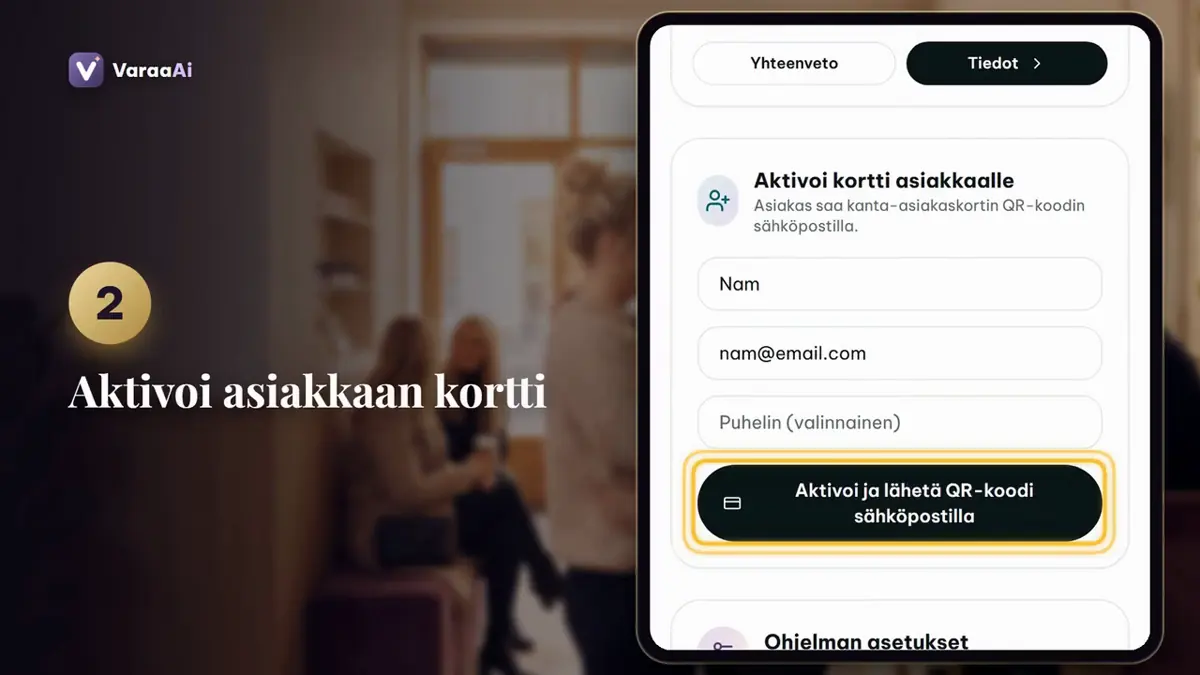 VaraaAi
2
Aktivoi asiakkaan kortti
Yhteenveto
Tiedot
Aktivoi kortti asiakkaalle
Asiakas saa kanta-asiakaskortin QR-koodin
sähköpostilla.
Nam
nam@email.com
Puhelin (valinnainen)
Aktivoi ja lähetä QR-koodi
sähköpostilla
Ohjelman asetukset